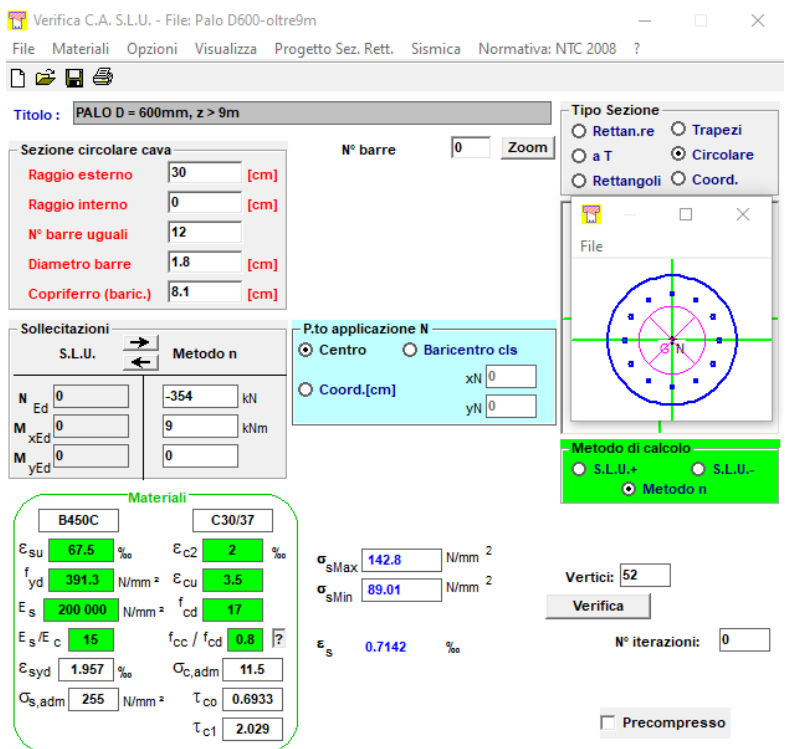 Verifica C.A. S.L.U. - File: Palo D600-oltre9m
File Materiali Opzioni Visualizza Progetto Sez. Rett. Sismica Normativa: NTC 2008 ?
Titolo : PALO D = 600mm, z > 9m
Tipo Sezione
Rettan.re Trapezi
a T Circolare
Rettangoli Coord.
N° barre 0 Zoom
Sezione circolare cava
Raggio esterno 30 [cm]
Raggio interno 0 [cm]
N° barre uguali 12
Diametro barre 1.8 [cm]
Copriferro (baric.) 8.1 [cm]
File
N
Sollecitazioni
S.L.U. Metodo n
N Ed 0 -354 kN
M xEd 0 9 kNm
M yEd 0 0
P.to applicazione N
Centro Baricentro cls
Coord.[cm] xN 0
yN 0
Metodo di calcolo
S.L.U.+ S.L.U.-
Metodo n
Materiali
B450C C30/37
εsu 67.5 ‰ εc2 2 ‰
fyd 391.3 N/mm² εcu 3.5
Es 200 000 N/mm² fcd 17
Es/Ec 15 fcc / fcd 0.8 ?
εsyd 1.957 ‰ σc,adm 11.5
σs,adm 255 N/mm² τco 0.6933
τc1 2.029
σsMax 142.8 N/mm²
σsMin 89.01 N/mm²
εs 0.7142 ‰
Vertici: 52
Verifica
N° iterazioni: 0
Precompresso